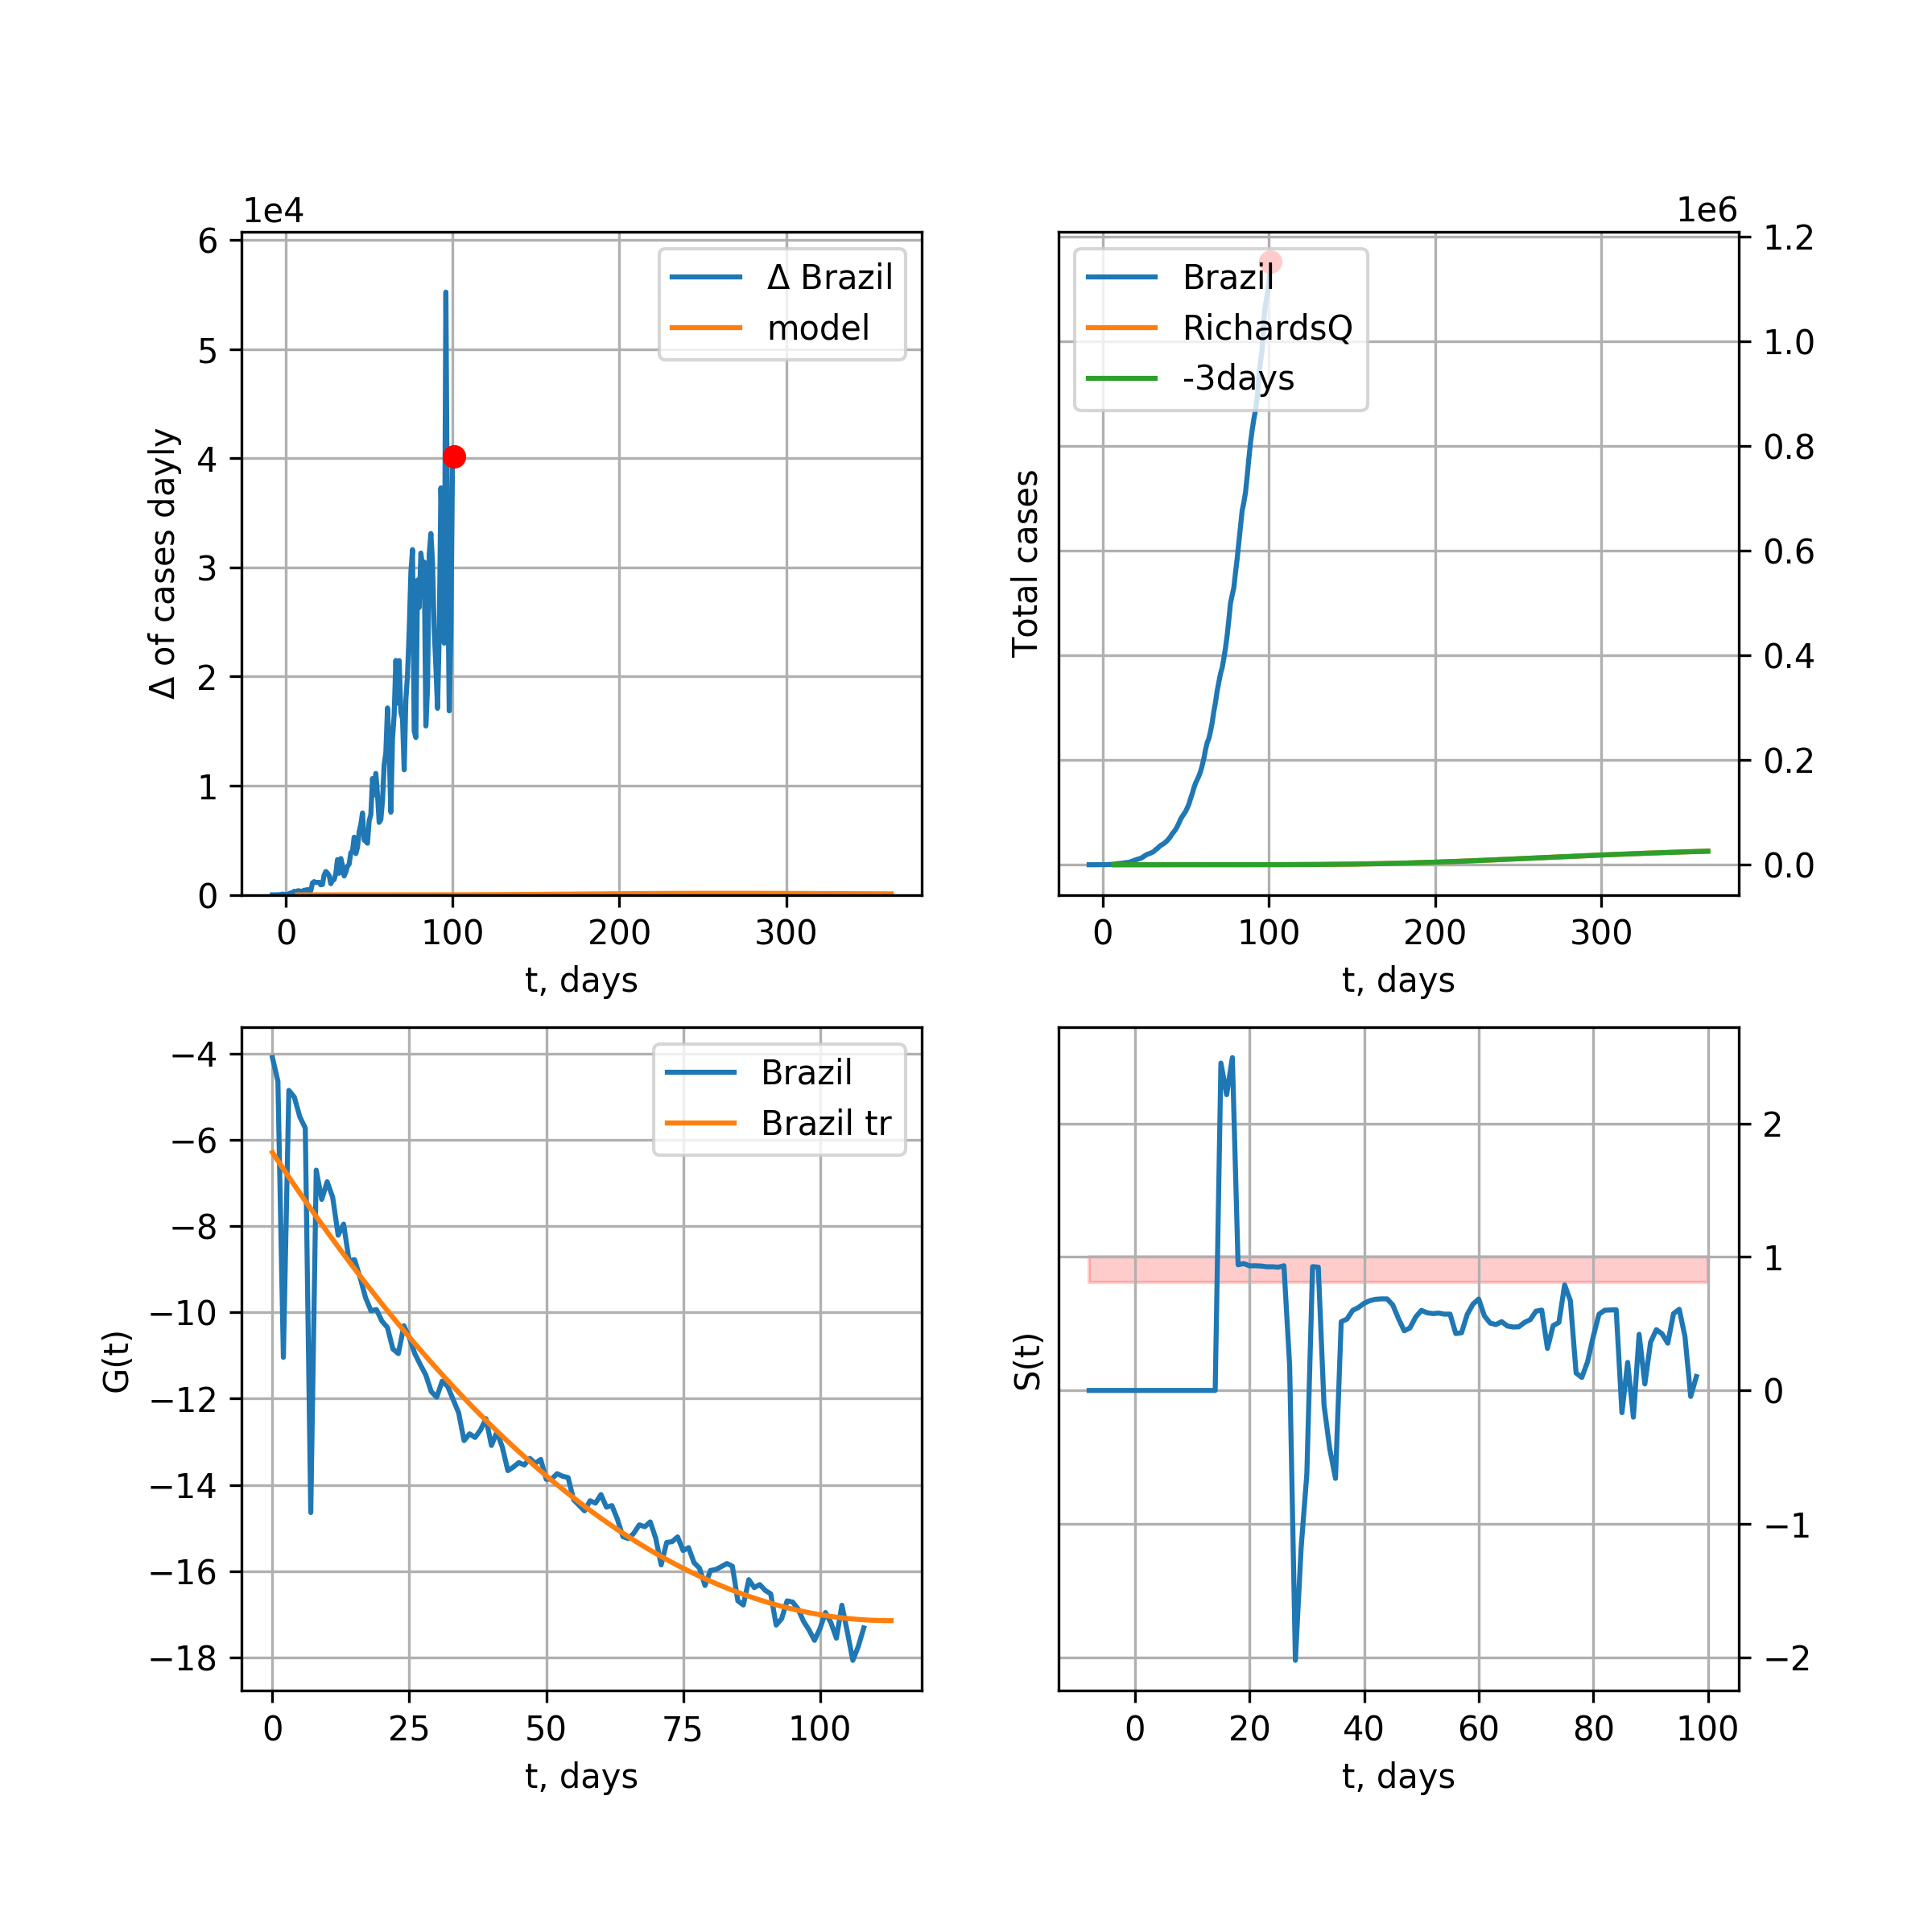 1e4
6
5
4
3
2
1
0
Δ of cases dayly
0 100 200 300
t, days
Δ Brazil
model
1e6
1.2
1.0
0.8
0.6
0.4
0.2
0.0
Total cases
0 100 200 300
t, days
Brazil
RichardsQ
-3days
−4
−6
−8
−10
−12
−14
−16
−18
G(t)
0 25 50 75 100
t, days
Brazil
Brazil tr
2
1
0
−1
−2
S(t)
0 20 40 60 80 100
t, days